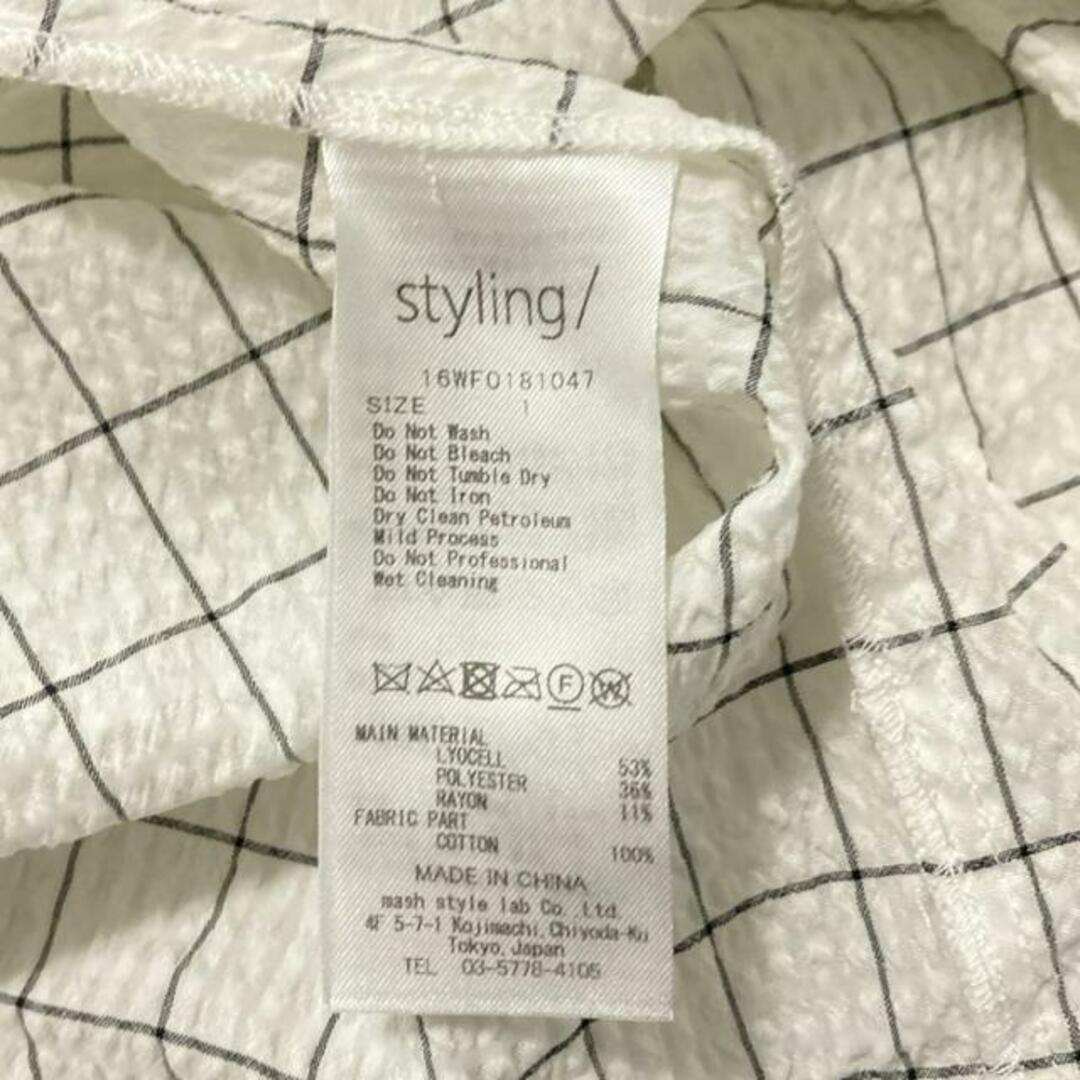 styling/
16WF0181047
SIZE 1
Do Not Wash
Do Not Bleach
Do Not Tumble Dry
Do Not Iron
Dry Clean Petroleum
Mild Process
Do Not Professional
Wet Cleaning
F W
MAIN MATERIAL
LYOCELL 53%
POLYESTER 36%
RAYON 11%
FABRIC PART
COTTON 100%
MADE IN CHINA
mash style lab Co.,Ltd.
4F 5-7-1 Kojimachi,Chiyoda-Ku
Tokyo,Japan
TEL 03-5778-4105